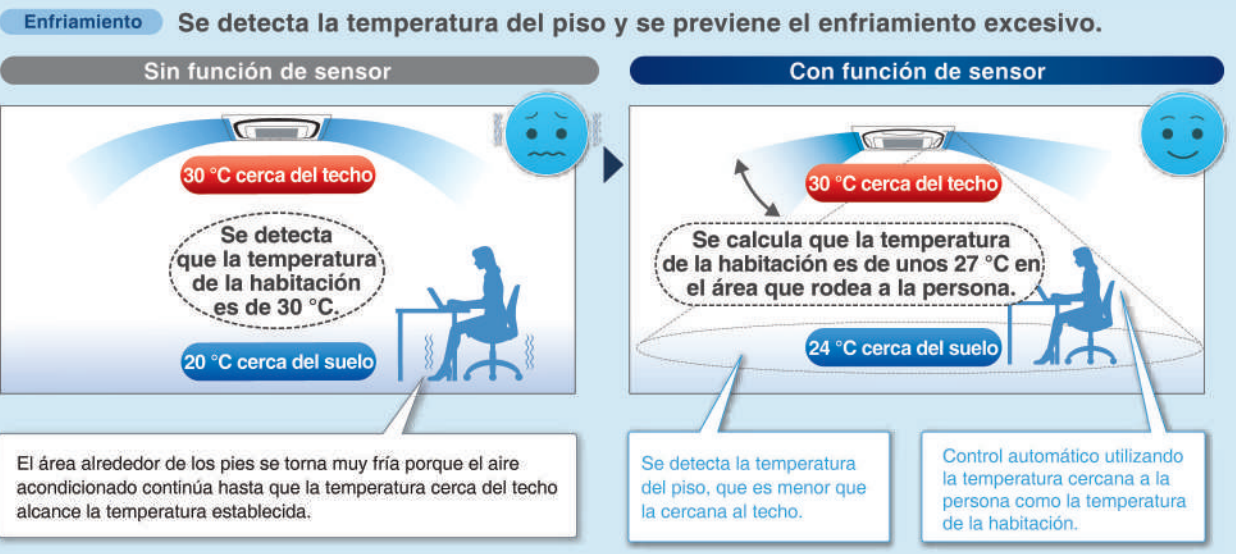 Enfriamiento Se detecta la temperatura del piso y se previene el enfriamiento excesivo.
Sin función de sensor
30 °C cerca del techo
Se detecta
que la temperatura
de la habitación
es de 30 °C.
20 °C cerca del suelo
El área alrededor de los pies se torna muy fría porque el aire
acondicionado continúa hasta que la temperatura cerca del techo
alcance la temperatura establecida.
Con función de sensor
30 °C cerca del techo
Se calcula que la temperatura
de la habitación es de unos 27 °C en
el área que rodea a la persona.
24 °C cerca del suelo
Se detecta la temperatura
del piso, que es menor que
la cercana al techo.
Control automático utilizando
la temperatura cercana a la
persona como la temperatura
de la habitación.